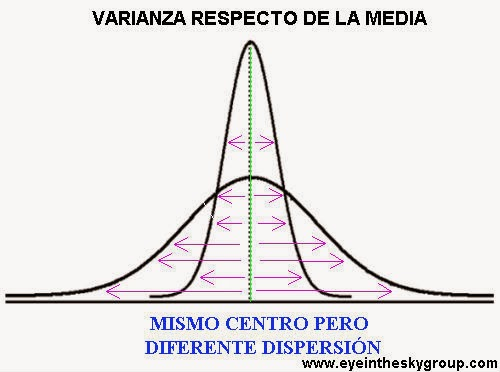 VARIANZA RESPECTO DE LA MEDIA
MISMO CENTRO PERO
DIFERENTE DISPERSIÓN
www.eyeintheskygroup.com